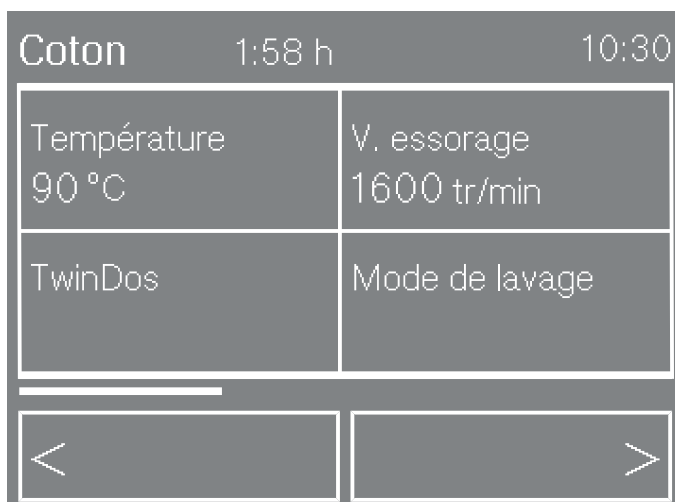 Coton 1:58 h 10:30
Température V. essorage
90 °C 1600 tr/min
TwinDos Mode de lavage
< >